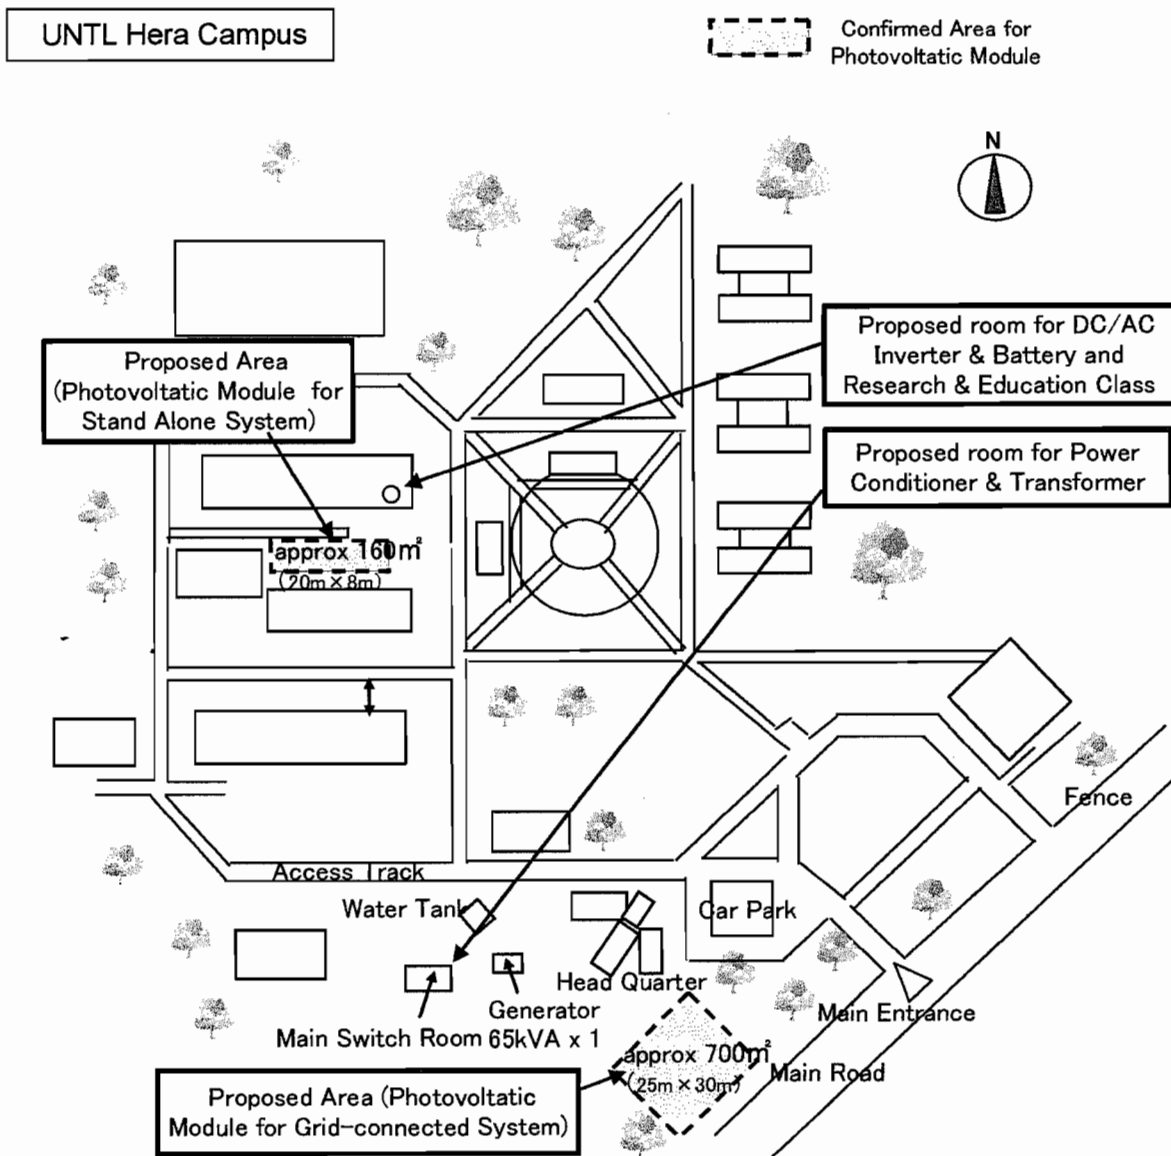 UNTL Hera Campus
Confirmed Area for
Photovoltatic Module
N
Proposed room for DC/AC
Inverter & Battery and
Research & Education Class
Proposed Area
(Photovoltatic Module for
Stand Alone System)
Proposed room for Power
Conditioner & Transformer
approx 160㎡
(20m×8m)
Fence
Access Track
Water Tank
Car Park
Head Quarter
Generator
Main Switch Room 65kVA x 1
Main Entrance
approx 700㎡
(25m×30m)
Main Road
Proposed Area (Photovoltatic
Module for Grid-connected System)